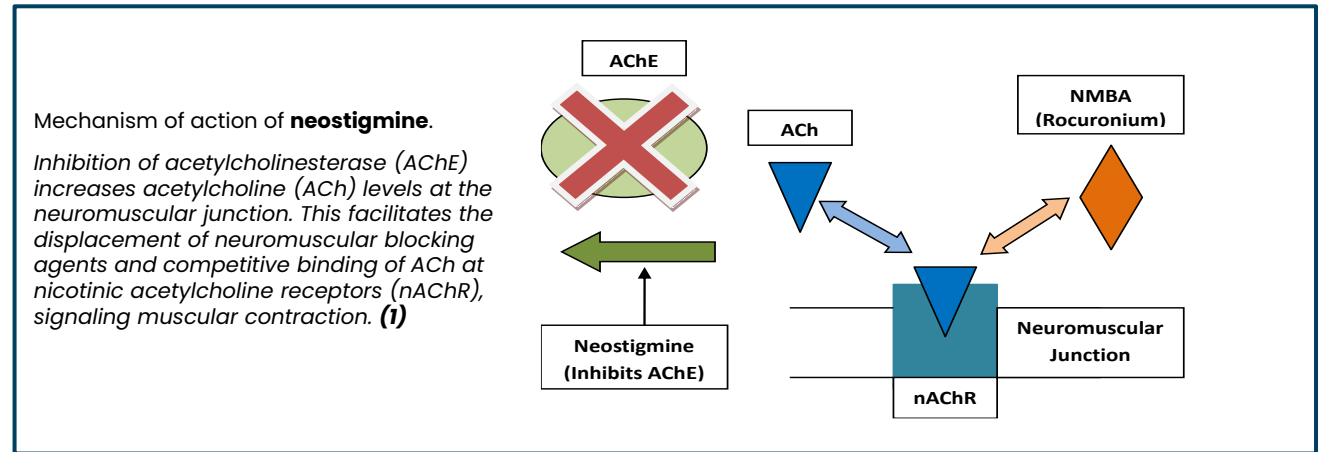 Mechanism of action of neostigmine.
Inhibition of acetylcholinesterase (AChE)
increases acetylcholine (ACh) levels at the
neuromuscular junction. This facilitates the
displacement of neuromuscular blocking
agents and competitive binding of ACh at
nicotinic acetylcholine receptors (nAChR),
signaling muscular contraction. (1)
AChE
ACh
NMBA
(Rocuronium)
Neostigmine
(Inhibits AChE)
Neuromuscular
Junction
nAChR